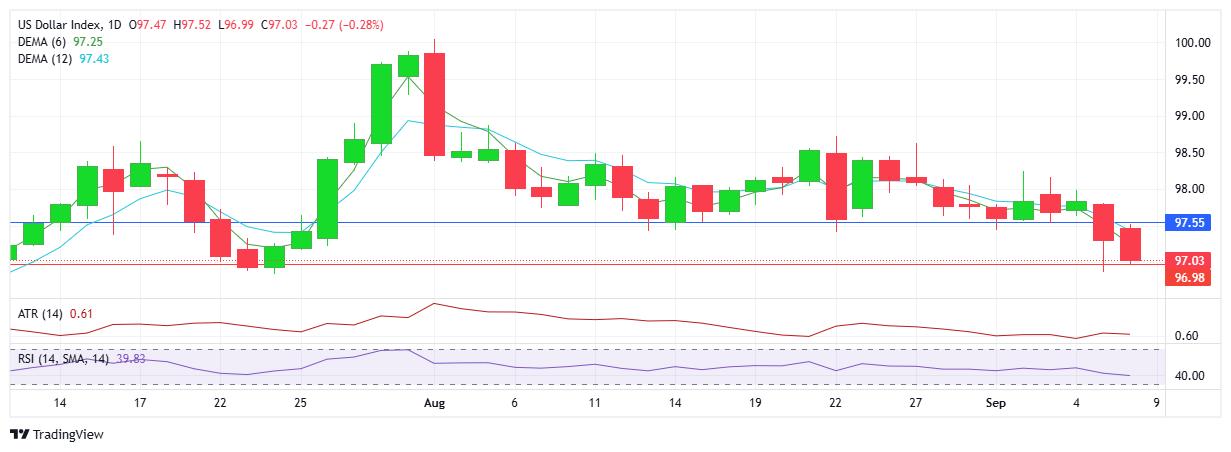 US Dollar Index, 1D O97.47 H97.52 L96.99 C97.03 −0.27 (−0.28%)
DEMA (6) 97.25
DEMA (12) 97.43
100.00
99.50
99.00
98.50
98.00
97.55
97.03
96.98
ATR (14) 0.61
0.60
RSI (14, SMA, 14) 39.83
40.00
14 17 22 25 Aug 6 11 14 19 22 27 Sep 4 9
TradingView